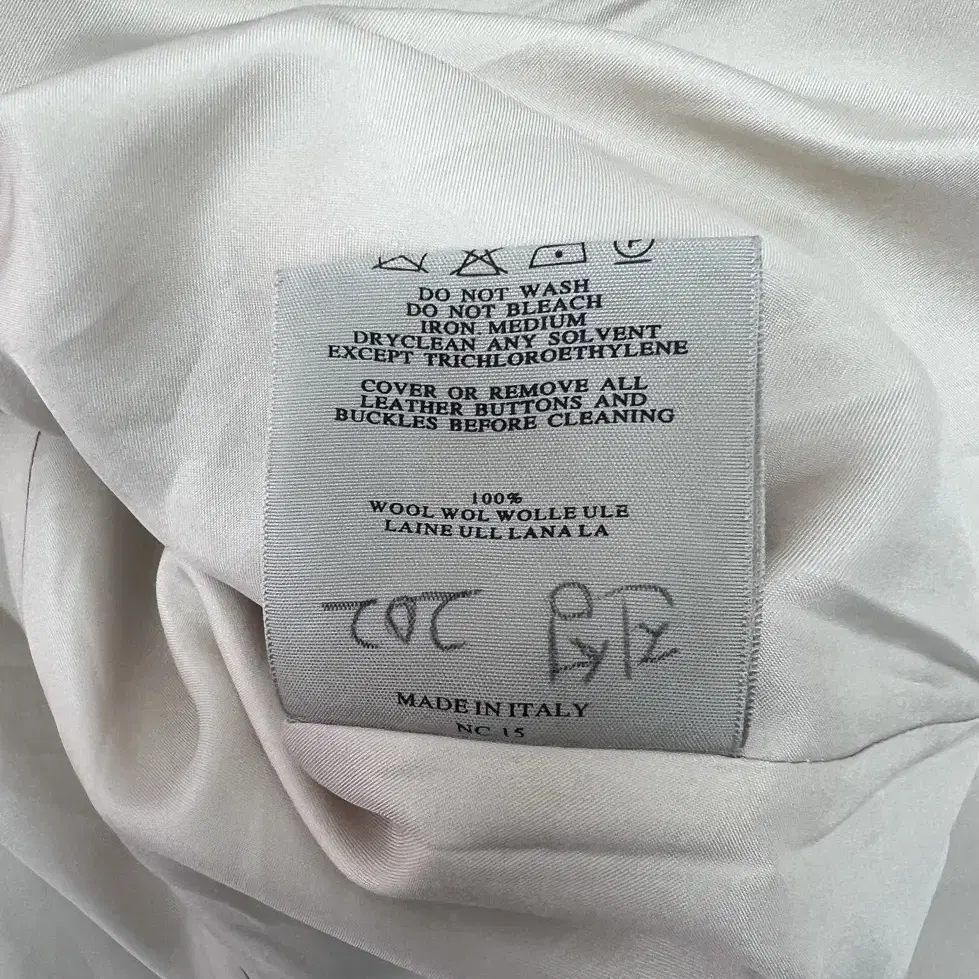 DO NOT WASH
DO NOT BLEACH
IRON. MEDIUM
DRYCLEAN ANY SOLVENT
EXCEPT TRICHLOROETHYLENE
COVER OR REMOVE ALL
LEATHER BUTTONS AND
BUCKLES BEFORE CLEANING
100%
WOOL WOL WOLLE ULE
LAINE ULL LANA LA
MADE IN ITALY
NC 15